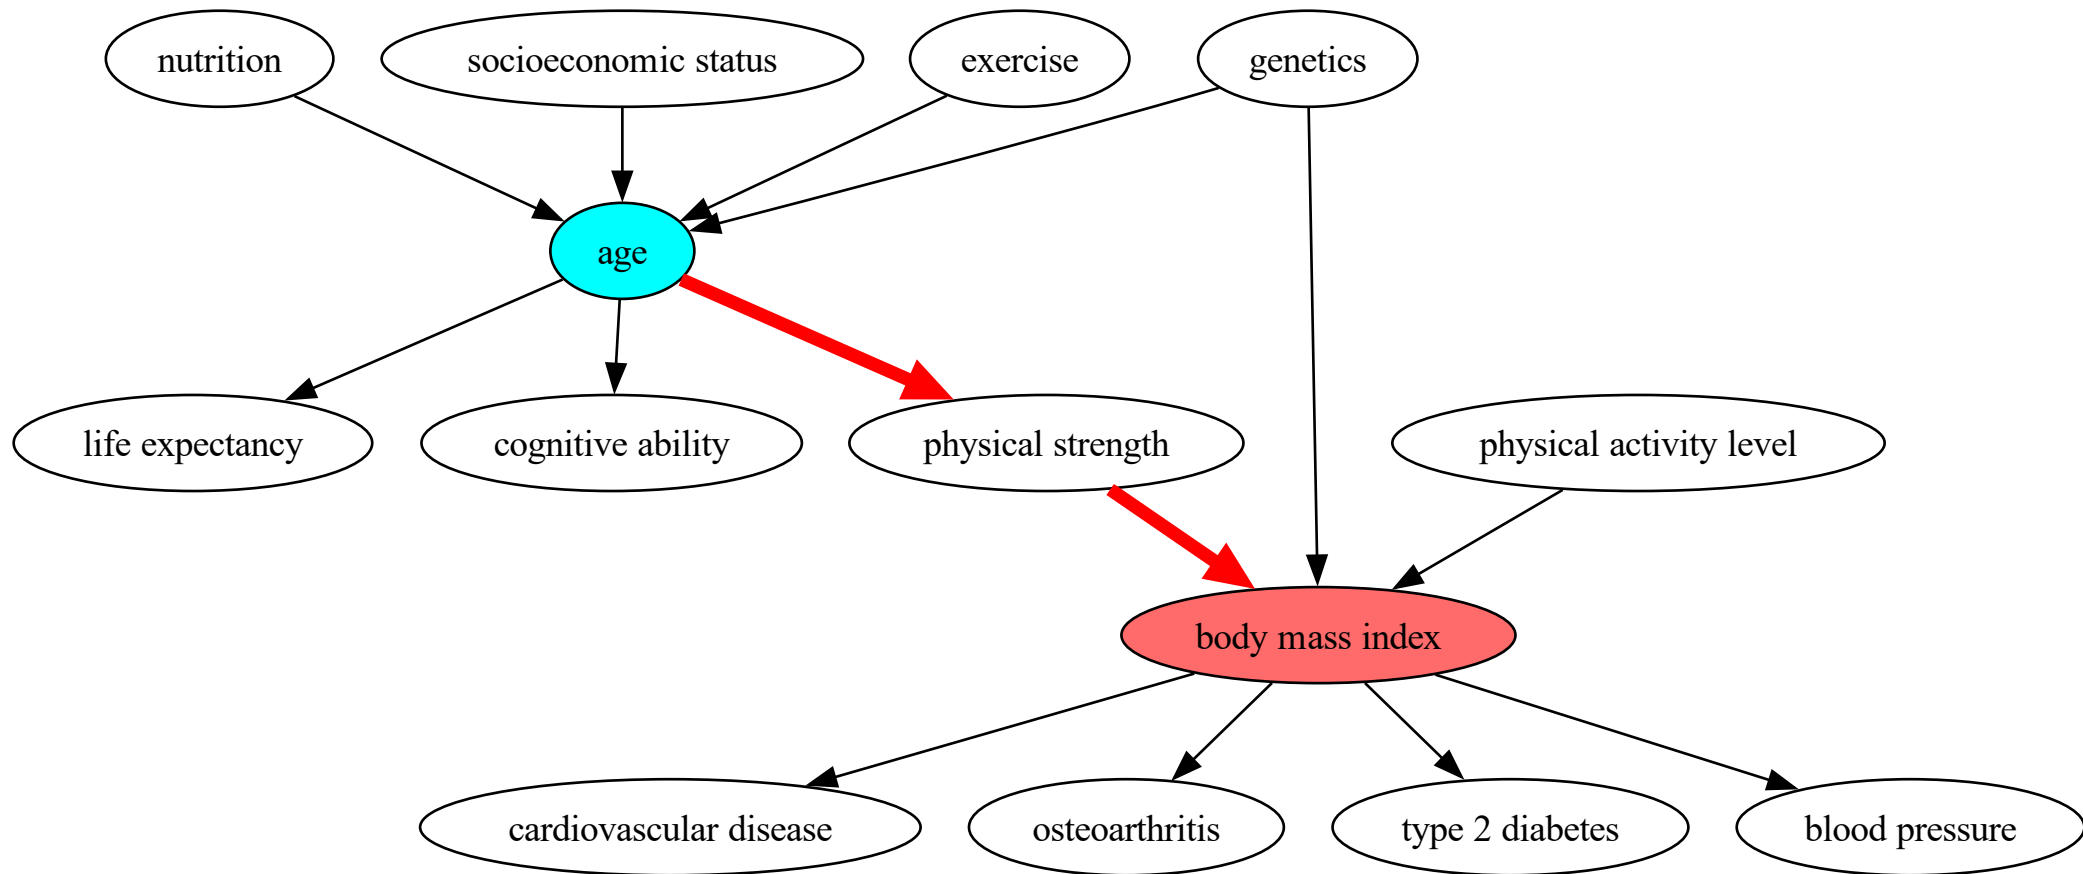 nutrition
socioeconomic status
exercise
genetics
age
life expectancy
cognitive ability
physical strength
physical activity level
body mass index
cardiovascular disease
osteoarthritis
type 2 diabetes
blood pressure